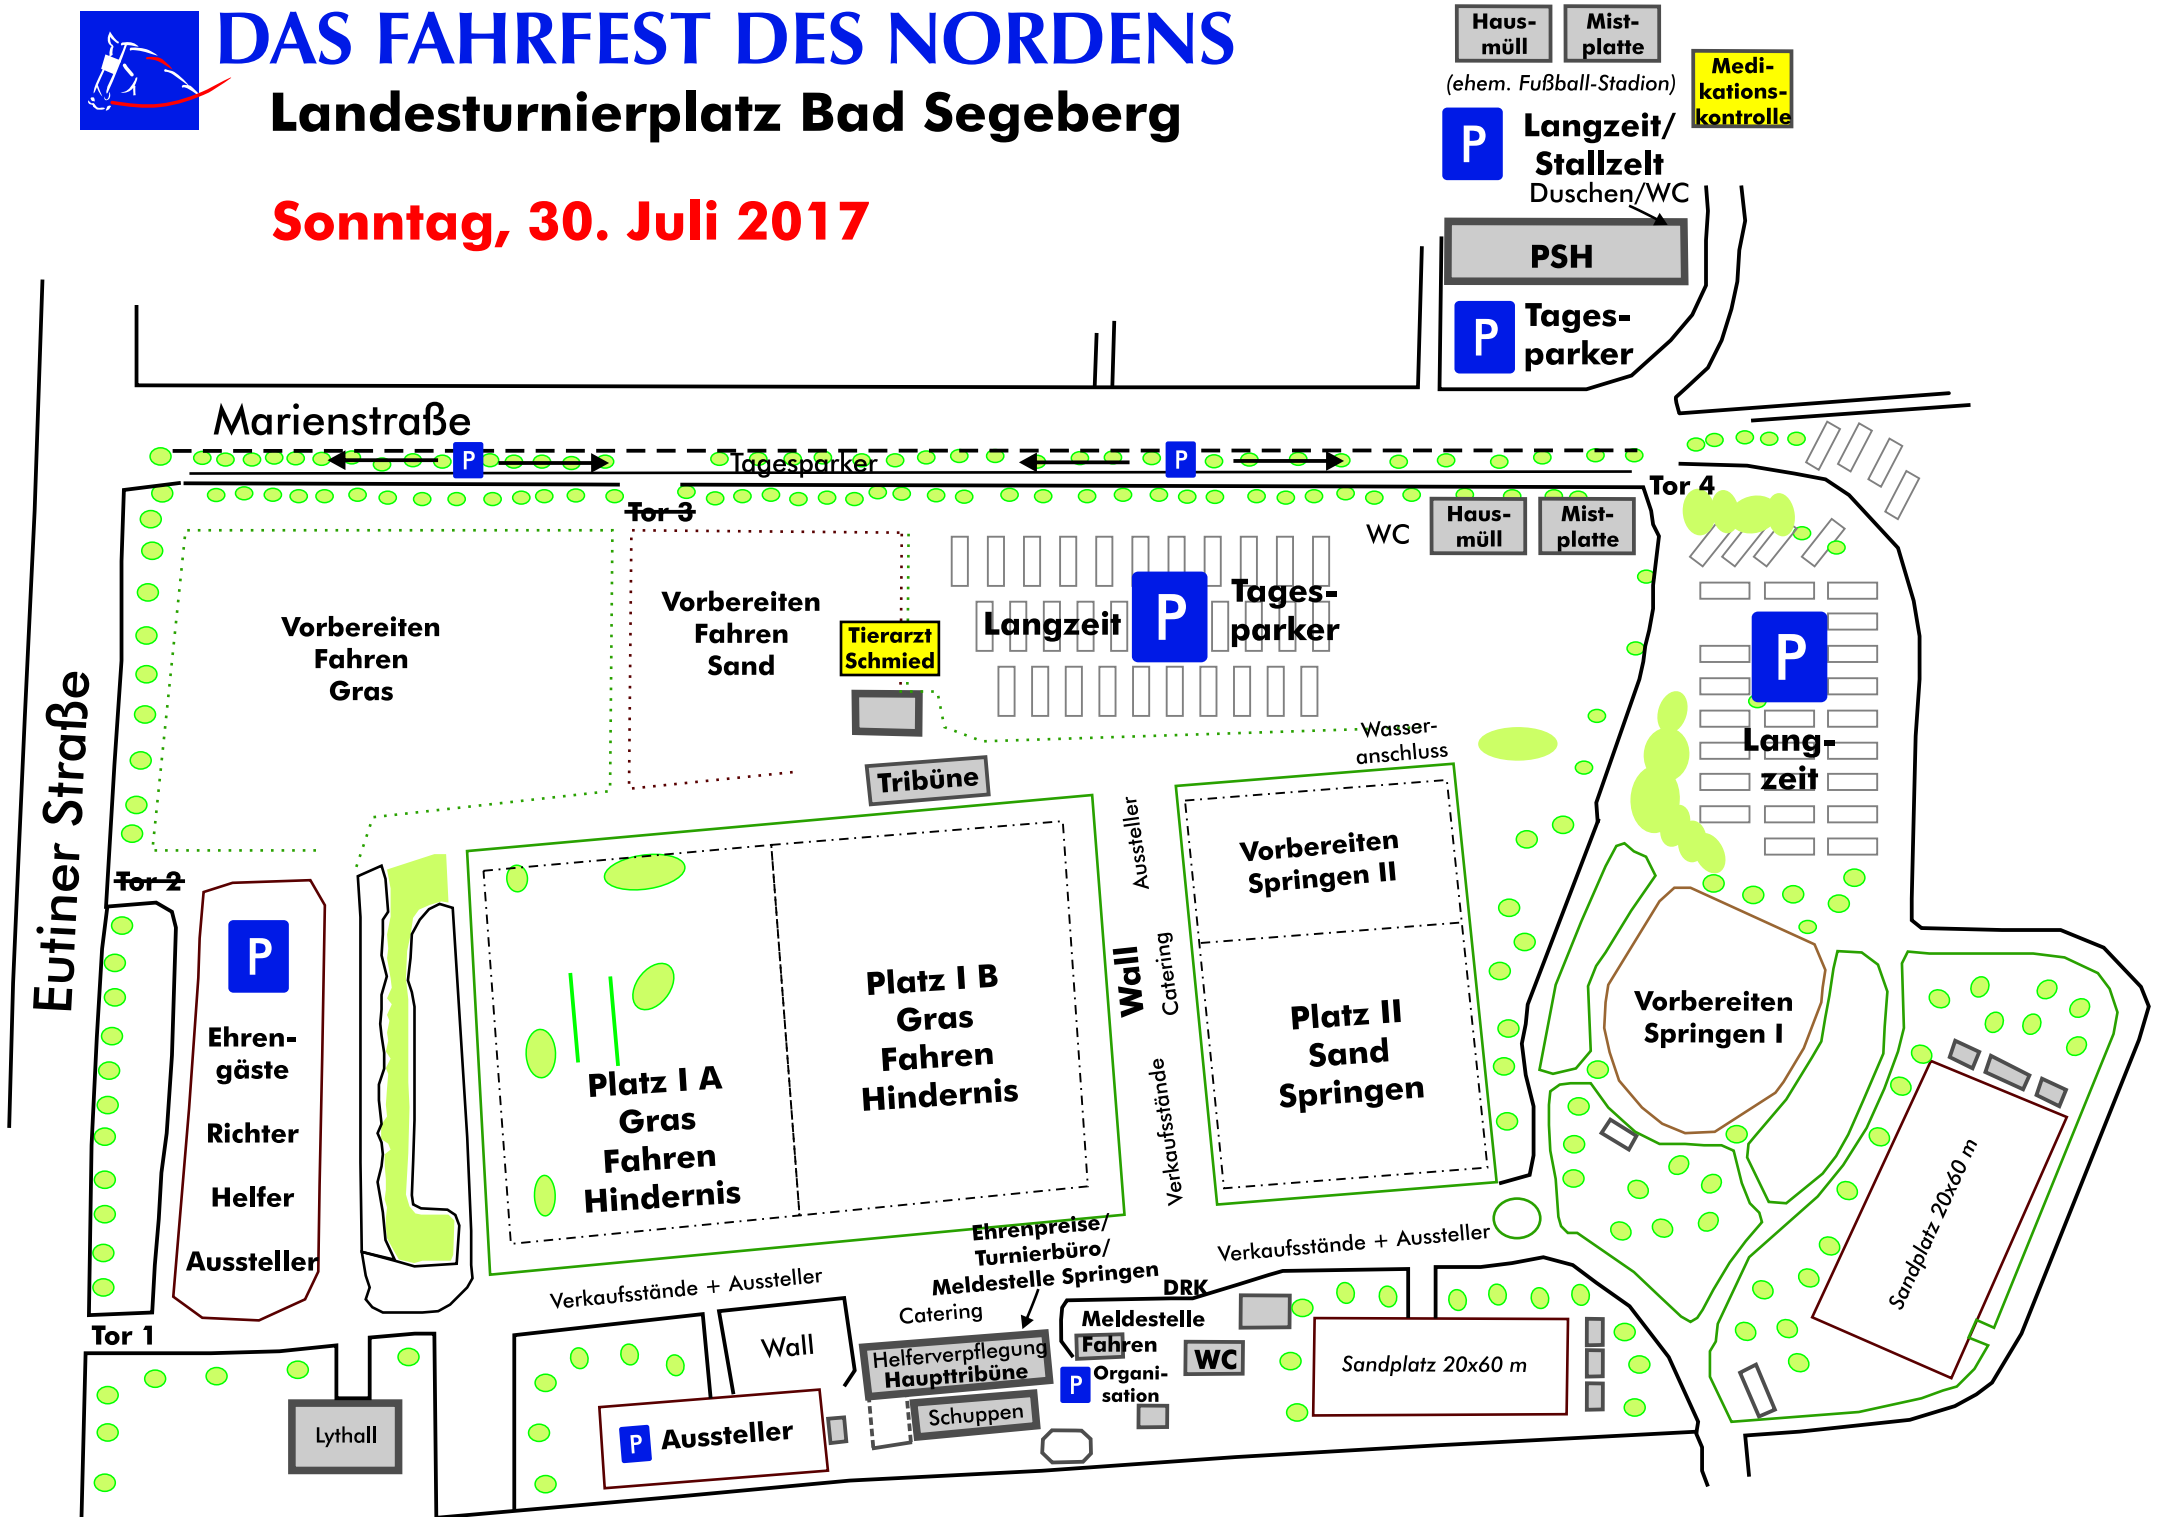 DAS FAHRFEST DES NORDENS
Landesturnierplatz Bad Segeberg
Sonntag, 30. Juli 2017
Haus-
müll
Mist-
platte
(ehem. Fußball-Stadion)
Medi-
kations-
kontrolle
P
Langzeit/
Stallzelt
Duschen/WC
PSH
P
Tages-
parker
Marienstraße
P
Tagesparker
P
Tor 3
Tor 4
WC
Haus-
müll
Mist-
platte
Eutiner Straße
Vorbereiten
Fahren
Gras
Vorbereiten
Fahren
Sand
Tierarzt
Schmied
Langzeit
P
Tages-
parker
P
Lang-
zeit
Wasser-
anschluss
Tribüne
Tor 2
P
Ehren-
gäste
Richter
Helfer
Aussteller
Platz I A
Gras
Fahren
Hindernis
Platz I B
Gras
Fahren
Hindernis
Aussteller
Wall
Catering
Verkaufsstände
Vorbereiten
Springen II
Platz II
Sand
Springen
Vorbereiten
Springen I
Sandplatz 20x60 m
Tor 1
Lythall
Verkaufsstände + Aussteller
Wall
P
Aussteller
Catering
Ehrenpreise/
Turnierbüro/
Meldestelle Springen
Helferverpflegung
Haupttribüne
Schuppen
DRK
Meldestelle
Fahren
P
Organi-
sation
WC
Verkaufsstände + Aussteller
Sandplatz 20x60 m